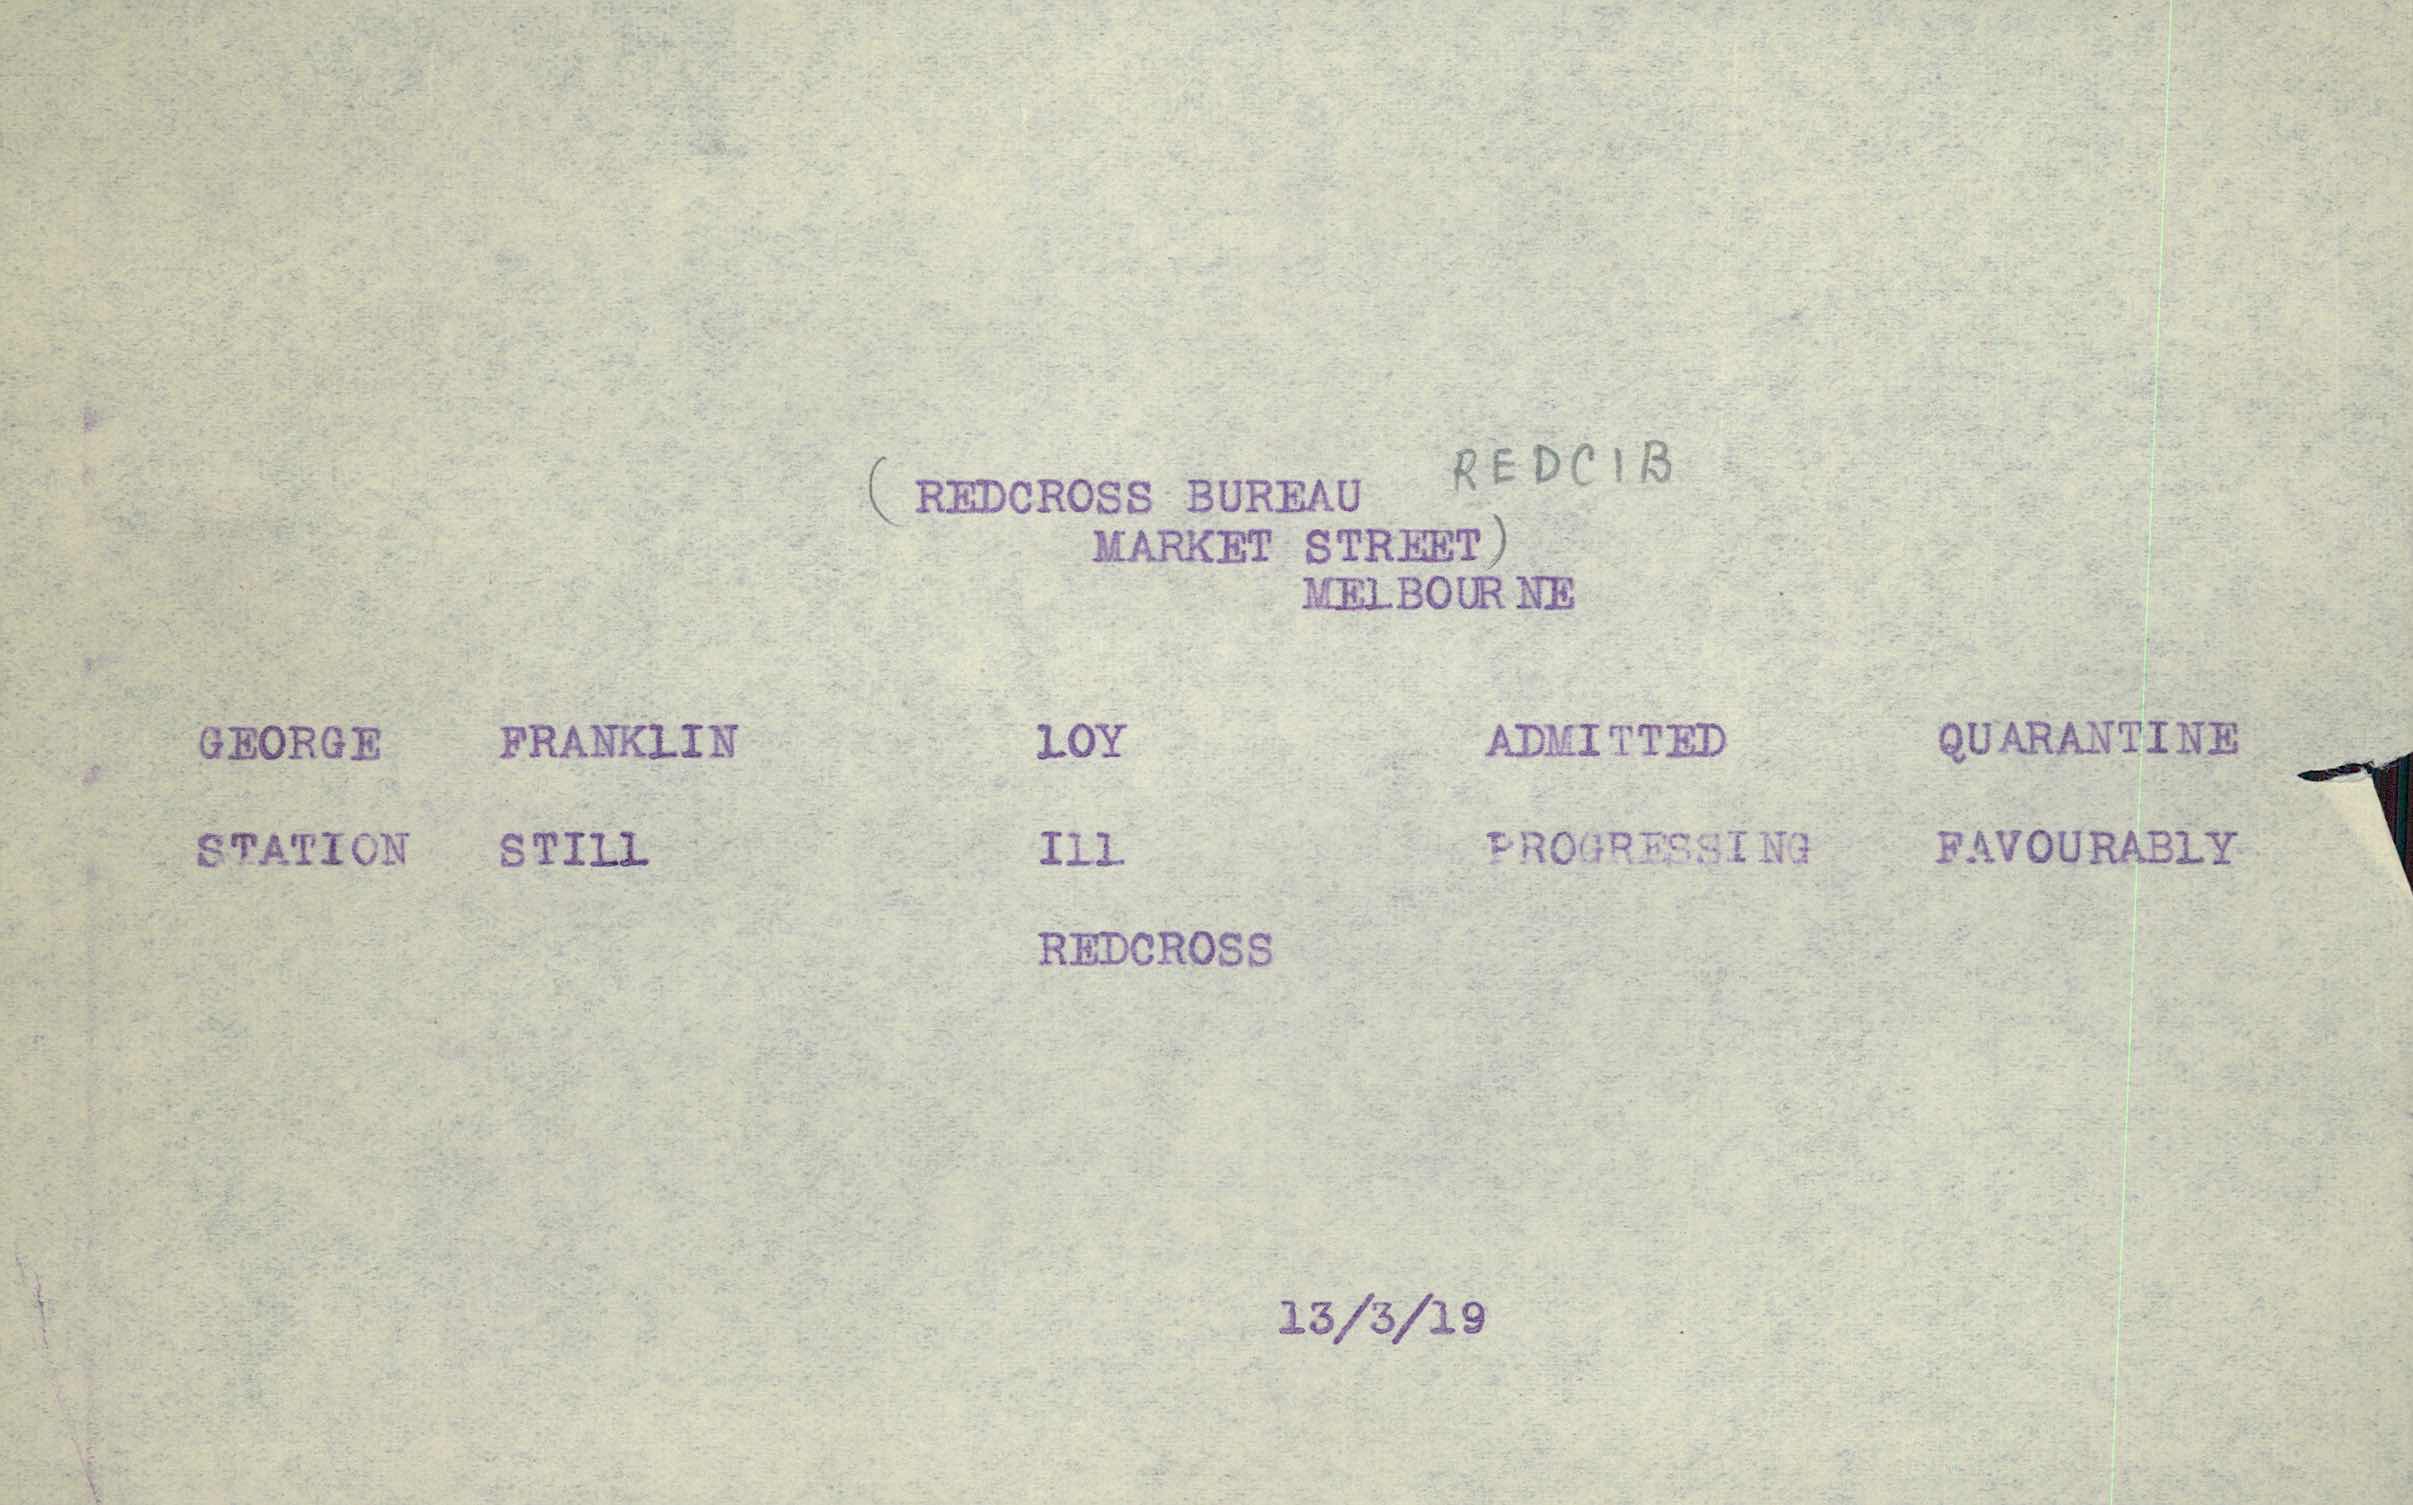 REDCIB
( REDCROSS BUREAU
MARKET STREET)
MElBOURNE
GEORGE FRANKlIN lOY ADMITTED QUARANTINE
STATION STIll Ill PROGRESSING FAVOURABlY
REDCROSS
13/3/19